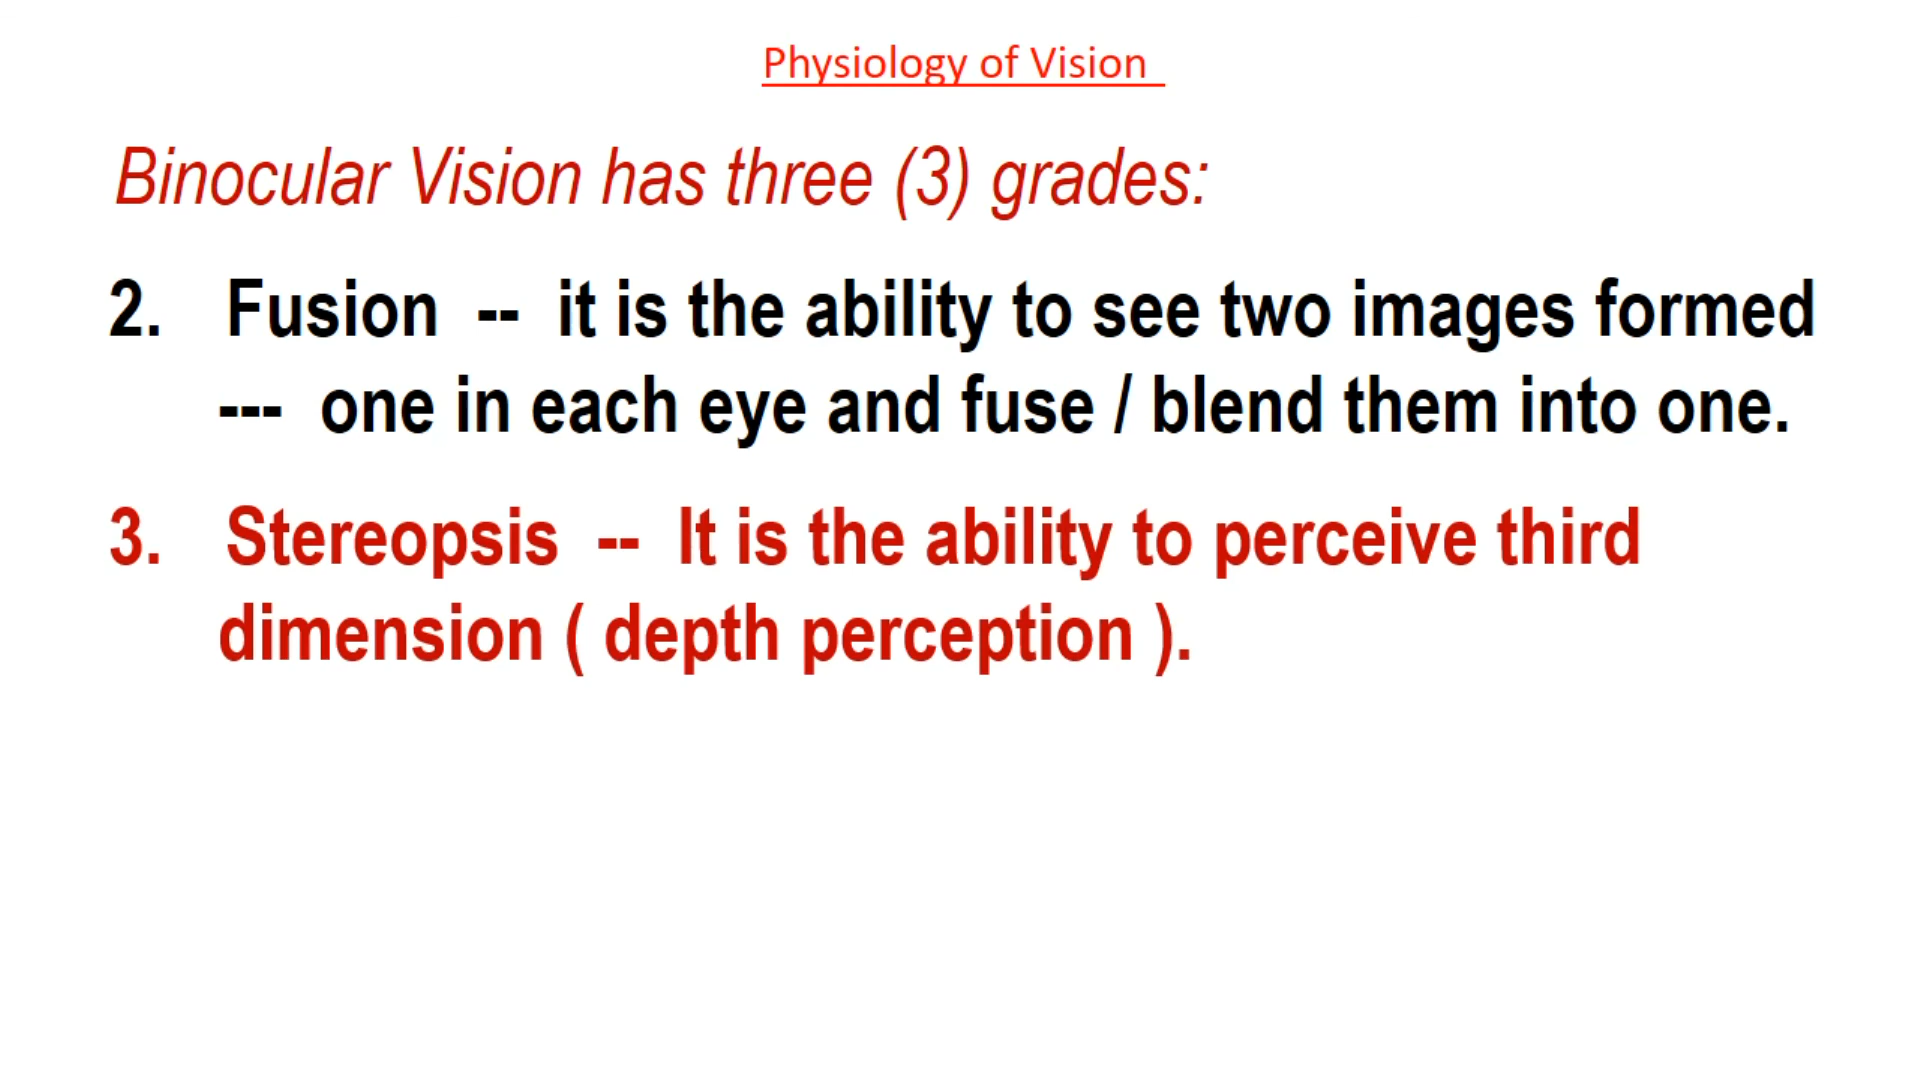 Physiology of Vision
Binocular Vision has three (3) grades:
2. Fusion -- it is the ability to see two images formed
--- one in each eye and fuse / blend them into one.
3. Stereopsis -- It is the ability to perceive third
dimension ( depth perception ).